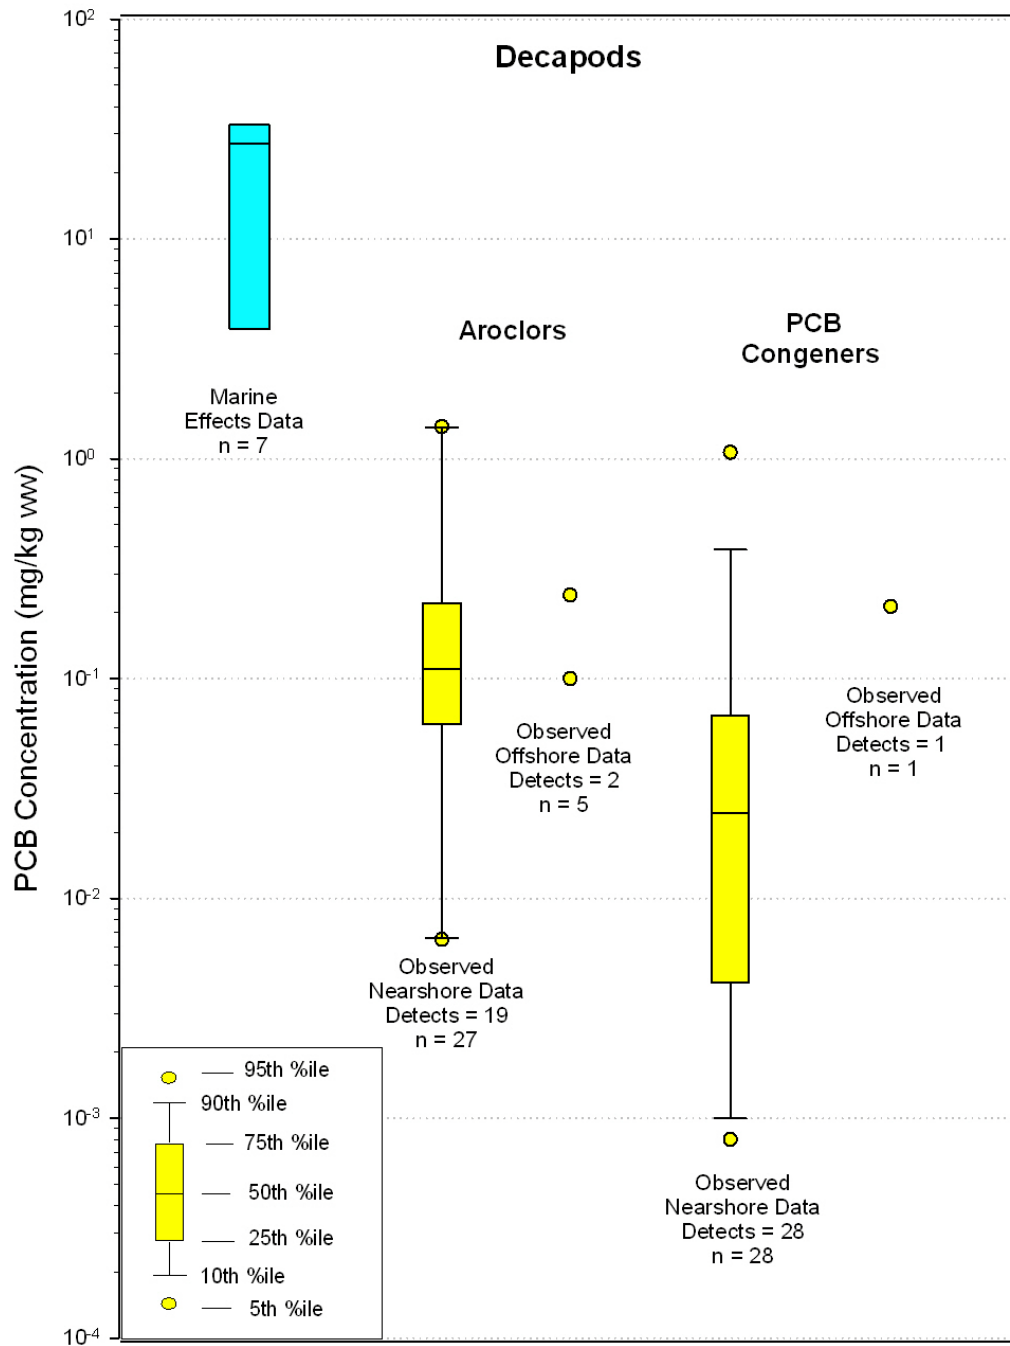 Decapods
10²
10¹
10⁰
10⁻¹
10⁻²
10⁻³
10⁻⁴
PCB Concentration (mg/kg ww)
Marine
Effects Data
n = 7
Aroclors
PCB
Congeners
Observed
Nearshore Data
Detects = 19
n = 27
Observed
Offshore Data
Detects = 2
n = 5
Observed
Nearshore Data
Detects = 28
n = 28
Observed
Offshore Data
Detects = 1
n = 1
95th %ile
90th %ile
75th %ile
50th %ile
25th %ile
10th %ile
5th %ile